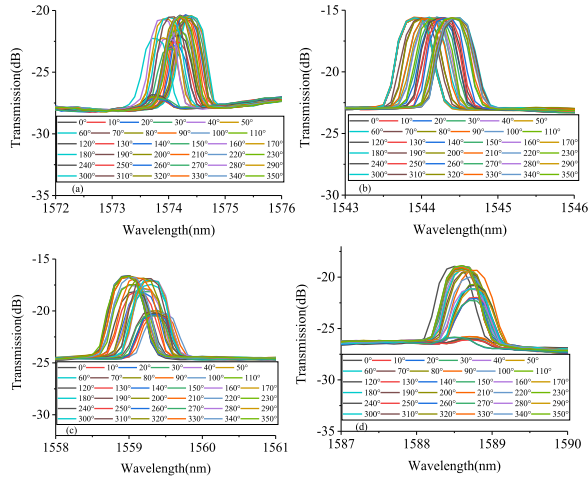 -20
-25
-30
-35
Transmission(dB)
0° 10° 20° 30° 40° 50°
60° 70° 80° 90° 100° 110°
120° 130° 140° 150° 160° 170°
180° 190° 200° 210° 220° 230°
240° 250° 260° 270° 280° 290°
300° 310° 320° 330° 340° 350°
(a)
1572 1573 1574 1575 1576
Wavelength(nm)
-15
-20
-25
-30
-35
Transmission(dB)
0° 10° 20° 30° 40° 50°
60° 70° 80° 90° 100° 110°
120° 130° 140° 150° 160° 170°
180° 190° 200° 210° 220° 230°
240° 250° 260° 270° 280° 290°
300° 310° 320° 330° 340° 350°
(b)
1543 1544 1545 1546
Wavelength(nm)
-15
-20
-25
-30
Transmission(dB)
0° 10° 20° 30° 40° 50°
60° 70° 80° 90° 100° 110°
120° 130° 140° 150° 160° 170°
180° 190° 200° 210° 220° 230°
240° 250° 260° 270° 280° 290°
300° 310° 320° 330° 340° 350°
(c)
1558 1559 1560 1561
Wavelength(nm)
-20
-25
-30
-35
Transmission(dB)
0° 10° 20° 30° 40° 50°
60° 70° 80° 90° 100° 110°
120° 130° 140° 150° 160° 170°
180° 190° 200° 210° 220° 230°
240° 250° 260° 270° 280° 290°
300° 310° 320° 330° 340° 350°
(d)
1587 1588 1589 1590
Wavelength(nm)